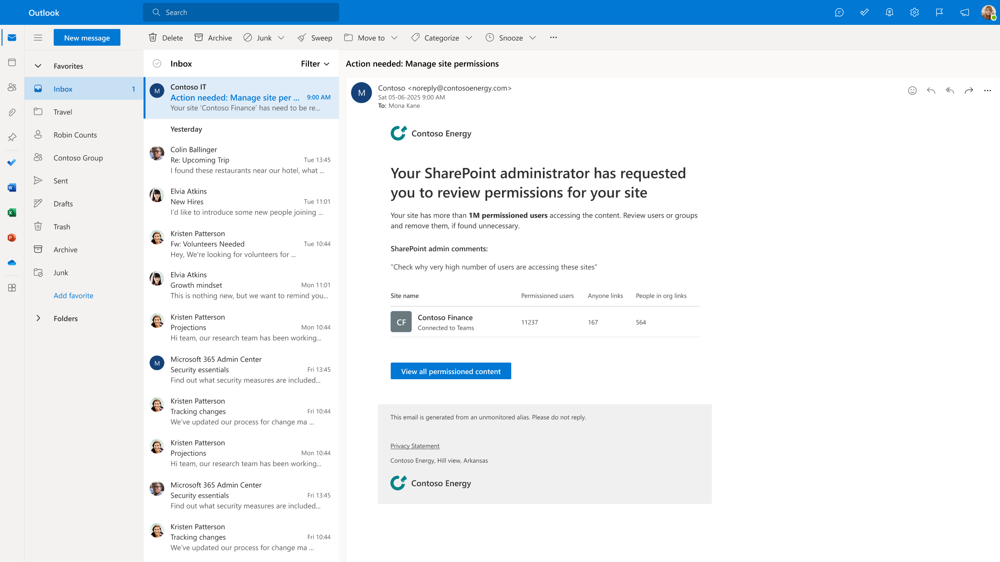 Outlook
Search
8
New message
Delete
Archive
Junk
Sweep
Move to
Categorize
Snooze
Favorites
Inbox 1
Travel
Robin Counts
Contoso Group
Sent
Drafts
Trash
Archive
Junk
Add favorite
Folders
W
X
P
Inbox
Filter
M
Contoso IT
Action needed: Manage site per ... 9:00 AM
Your site ‘Contoso Finance’ has need to be re...
Yesterday
Colin Ballinger
Re: Upcoming Trip Tue 13:45
I found these restaurants near our hotel, what ...
Elvia Atkins
New Hires Tue 11:01
I’d like to introduce some new people joining ...
Kristen Patterson
Fw: Volunteers Needed Tue 10:44
Hey, We're looking for volunteers for ...
Elvia Atkins
Growth mindset Mon 11:01
This is nothing new, but we want to remind you...
Kristen Patterson
Projections Mon 10:44
Hi team, our research team has been working...
M
Microsoft 365 Admin Center
Security essentials Fri 13:45
Find out what security measures are included...
Kristen Patterson
Tracking changes Fri 10:44
We’ve updated our process for change ma ...
Kristen Patterson
Projections Mon 10:44
Hi team, our research team has been working...
Microsoft 365 Admin Center
Security essentials Fri 13:45
Find out what security measures are included...
Kristen Patterson
Tracking changes Fri 10:44
We’ve updated our process for change ma ...
Action needed: Manage site permissions
M
Contoso <noreply@contosoenergy.com>
Sat 05-06-2025 9:00 AM
To: Mona Kane
Contoso Energy
Your SharePoint administrator has requested
you to review permissions for your site
Your site has more than 1M permissioned users accessing the content. Review users or groups
and remove them, if found unnecessary.
SharePoint admin comments:
“Check why very high number of users are accessing these sites”
Site name Permissioned users Anyone links People in org links
CF
Contoso Finance
Connected to Teams
11237 167 564
View all permissioned content
This email is generated from an unmonitored alias. Please do not reply.
Privacy Statement
Contoso Energy, Hill view, Arkansas
Contoso Energy